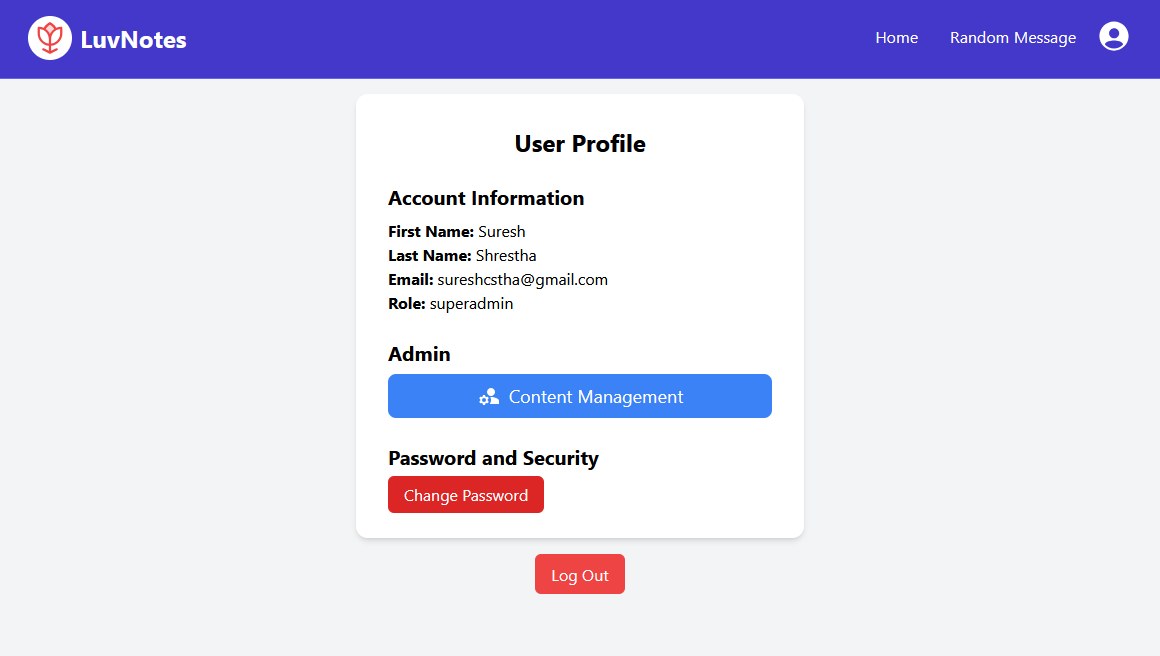 LuvNotes
Home
Random Message
User Profile
Account Information
First Name: Suresh
Last Name: Shrestha
Email: sureshcstha@gmail.com
Role: superadmin
Admin
Content Management
Password and Security
Change Password
Log Out